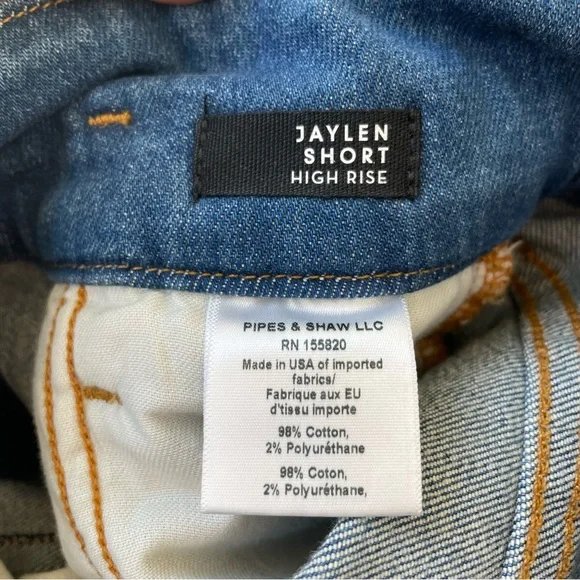 JAYLEN
SHORT
HIGH RISE
PIPES & SHAW LLC
RN 155820
Made in USA of imported
fabrics/
Fabrique aux EU
d'tissu importe
98% Cotton,
2% Polyuréthane
98% Coton,
2% Polyuréthane,